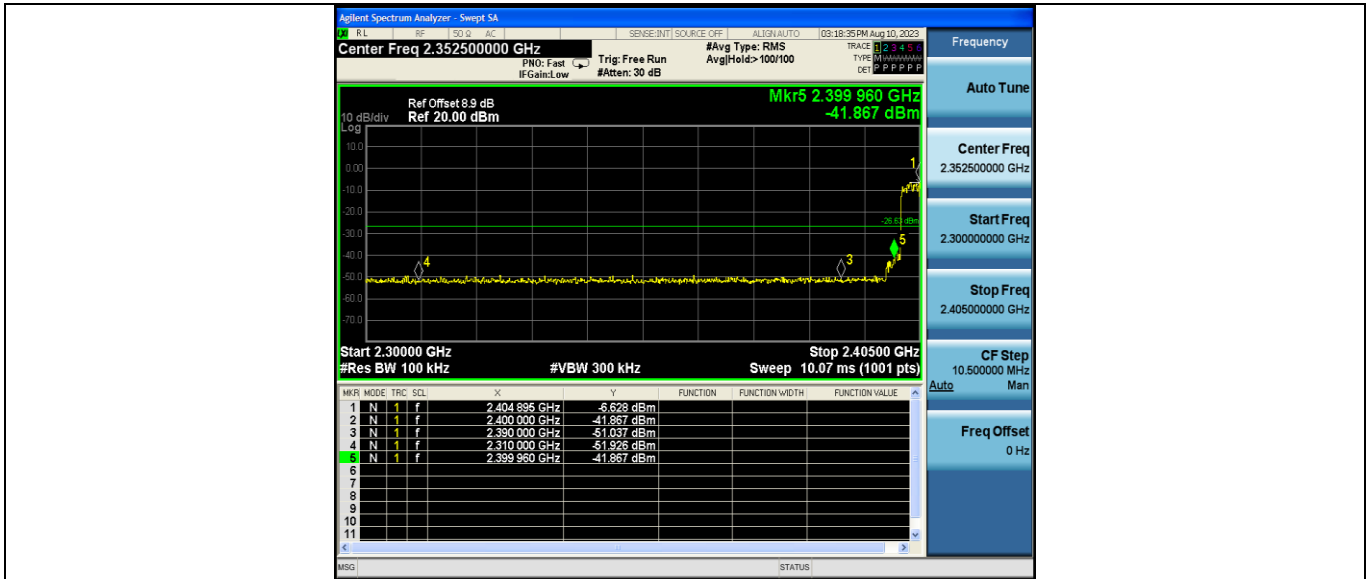 Agilent Spectrum Analyzer - Swept SA
LXI RL RF 50 Ω AC SENSE:INT SOURCE OFF ALIGN AUTO 03:18:35 PM Aug 10, 2023
Center Freq 2.352500000 GHz
PNO: Fast
IFGain:Low
Trig: Free Run
#Atten: 30 dB
#Avg Type: RMS
Avg|Hold:>100/100
TRACE 1 2 3 4 5 6
TYPE M
DET P P P P P P
Mkr5 2.399 960 GHz
-41.867 dBm
Ref Offset 8.9 dB
10 dB/div Ref 20.00 dBm
Log
10.0
0.00
-10.0
-20.0
-30.0
-40.0
-50.0
-60.0
-70.0
1
-26.63 dBm
5
4
3
Start 2.30000 GHz Stop 2.40500 GHz
#Res BW 100 kHz #VBW 300 kHz Sweep 10.07 ms (1001 pts)
MKR MODE TRC SCL X Y FUNCTION FUNCTION WIDTH FUNCTION VALUE
1 N 1 f 2.404 895 GHz -6.628 dBm
2 N 1 f 2.400 000 GHz -41.867 dBm
3 N 1 f 2.390 000 GHz -51.037 dBm
4 N 1 f 2.310 000 GHz -51.926 dBm
5 N 1 f 2.399 960 GHz -41.867 dBm
6
7
8
9
10
11
MSG STATUS
Frequency
Auto Tune
Center Freq
2.352500000 GHz
Start Freq
2.300000000 GHz
Stop Freq
2.405000000 GHz
CF Step
10.500000 MHz
Auto Man
Freq Offset
0 Hz